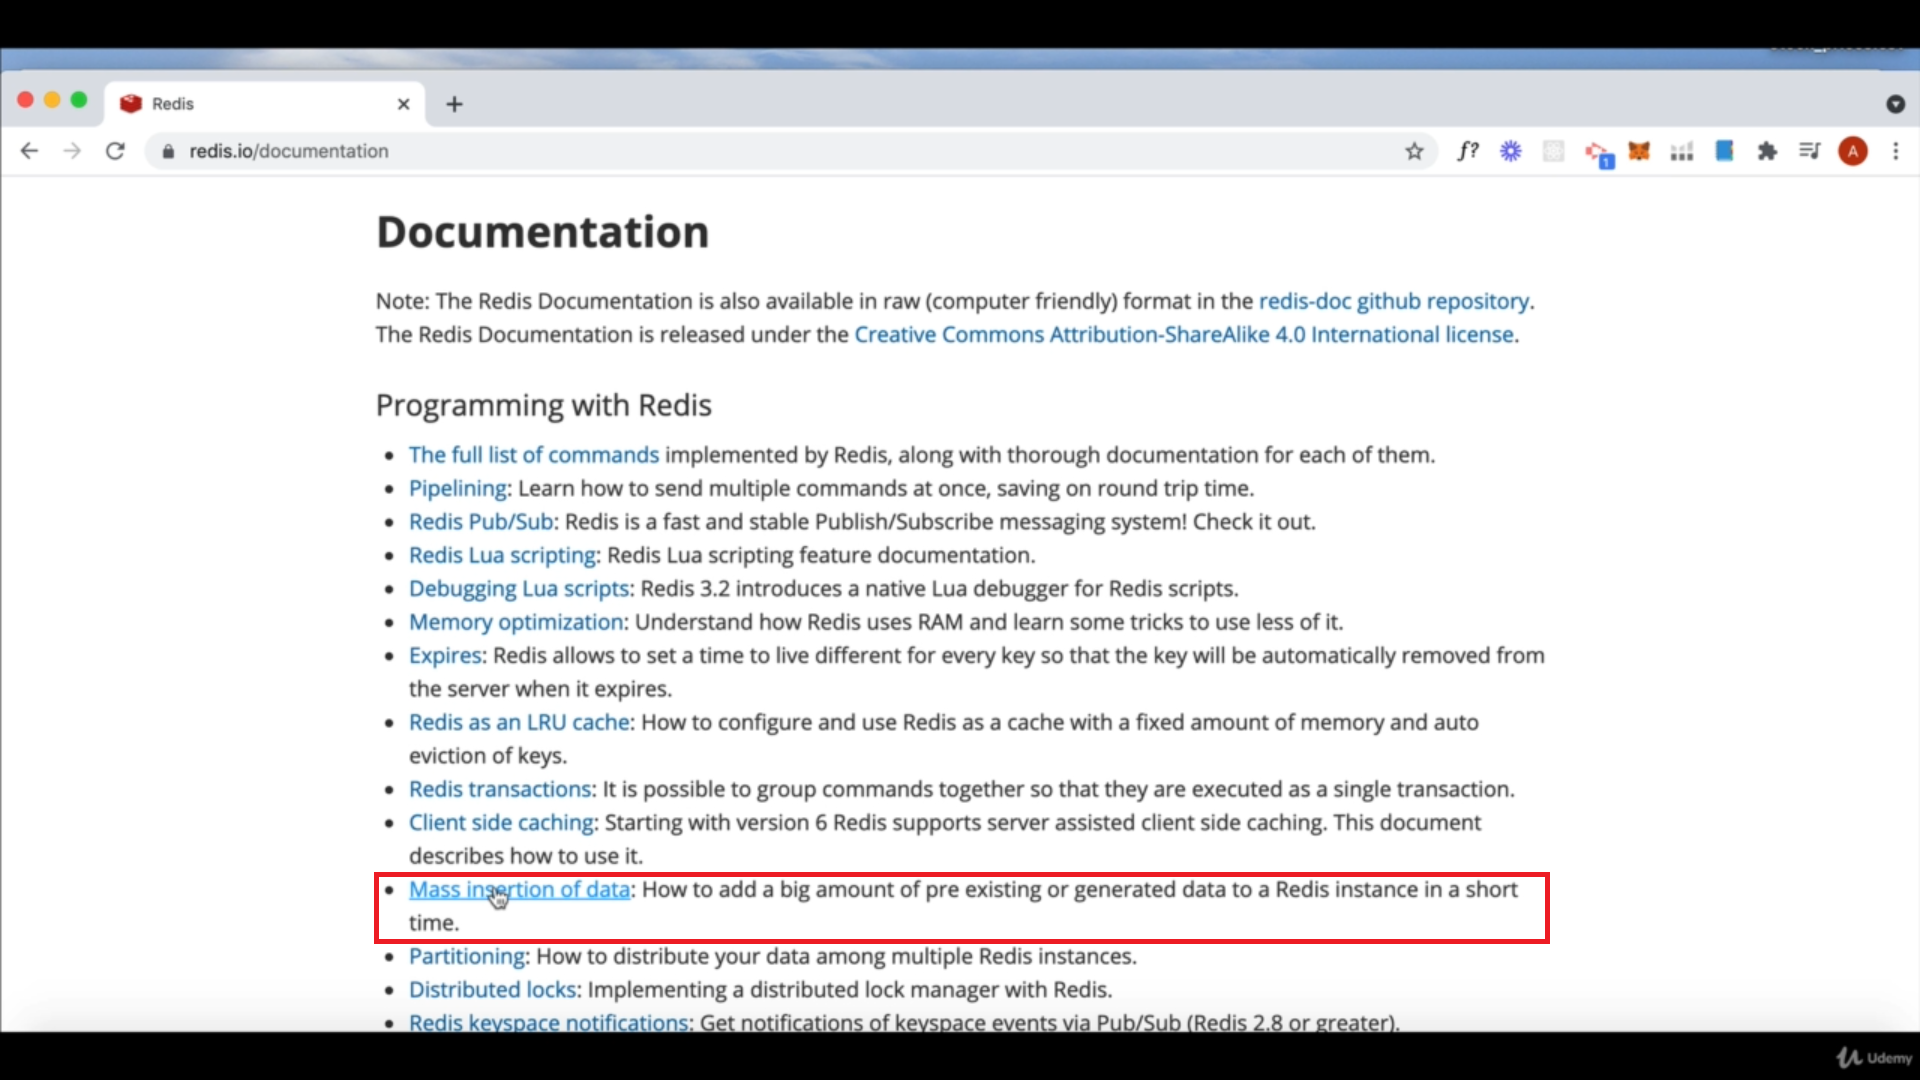 Redis
redis.io/documentation
f?
1
A
Documentation
Note: The Redis Documentation is also available in raw (computer friendly) format in the redis-doc github repository.
The Redis Documentation is released under the Creative Commons Attribution-ShareAlike 4.0 International license.
Programming with Redis
The full list of commands implemented by Redis, along with thorough documentation for each of them.
Pipelining: Learn how to send multiple commands at once, saving on round trip time.
Redis Pub/Sub: Redis is a fast and stable Publish/Subscribe messaging system! Check it out.
Redis Lua scripting: Redis Lua scripting feature documentation.
Debugging Lua scripts: Redis 3.2 introduces a native Lua debugger for Redis scripts.
Memory optimization: Understand how Redis uses RAM and learn some tricks to use less of it.
Expires: Redis allows to set a time to live different for every key so that the key will be automatically removed from
the server when it expires.
Redis as an LRU cache: How to configure and use Redis as a cache with a fixed amount of memory and auto
eviction of keys.
Redis transactions: It is possible to group commands together so that they are executed as a single transaction.
Client side caching: Starting with version 6 Redis supports server assisted client side caching. This document
describes how to use it.
Mass insertion of data: How to add a big amount of pre existing or generated data to a Redis instance in a short
time.
Partitioning: How to distribute your data among multiple Redis instances.
Distributed locks: Implementing a distributed lock manager with Redis.
Redis keyspace notifications: Get notifications of keyspace events via Pub/Sub (Redis 2.8 or greater).
Udemy